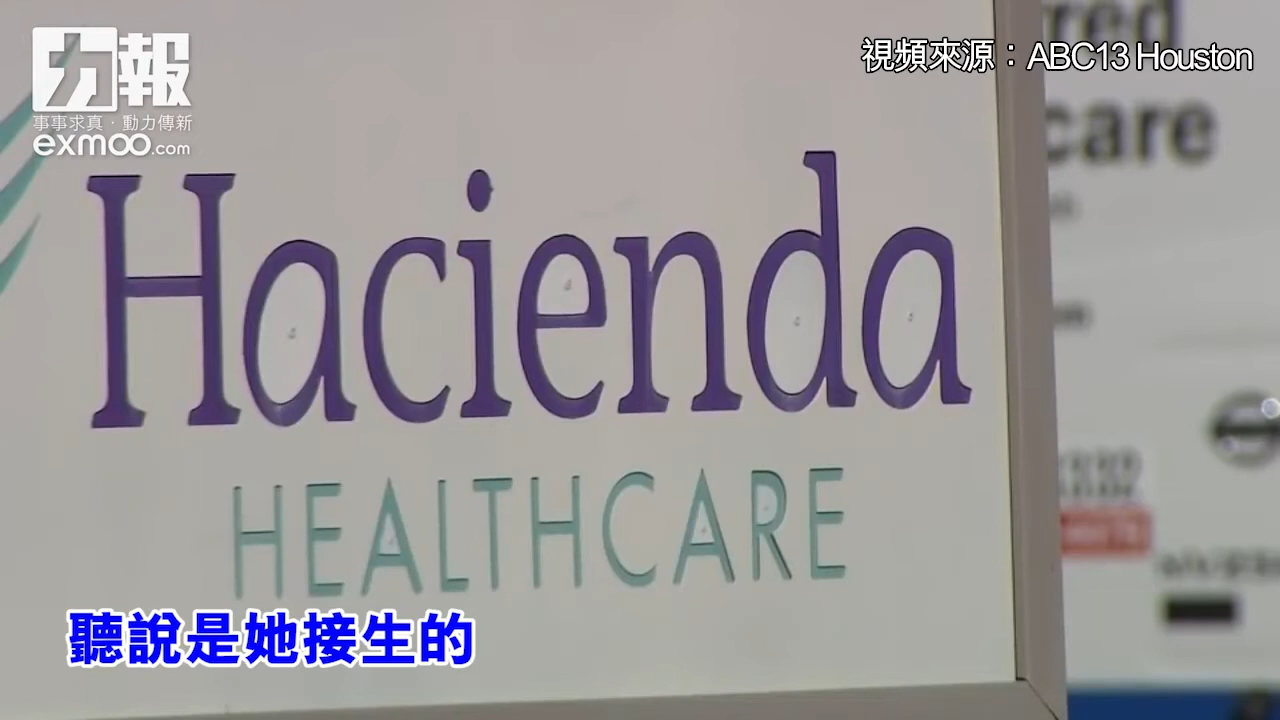 力報
事事求真·動力傳新
exmoo.com
視頻來源：ABC13 Houston
care
Hacienda
HEALTHCARE
聽說是她接生的